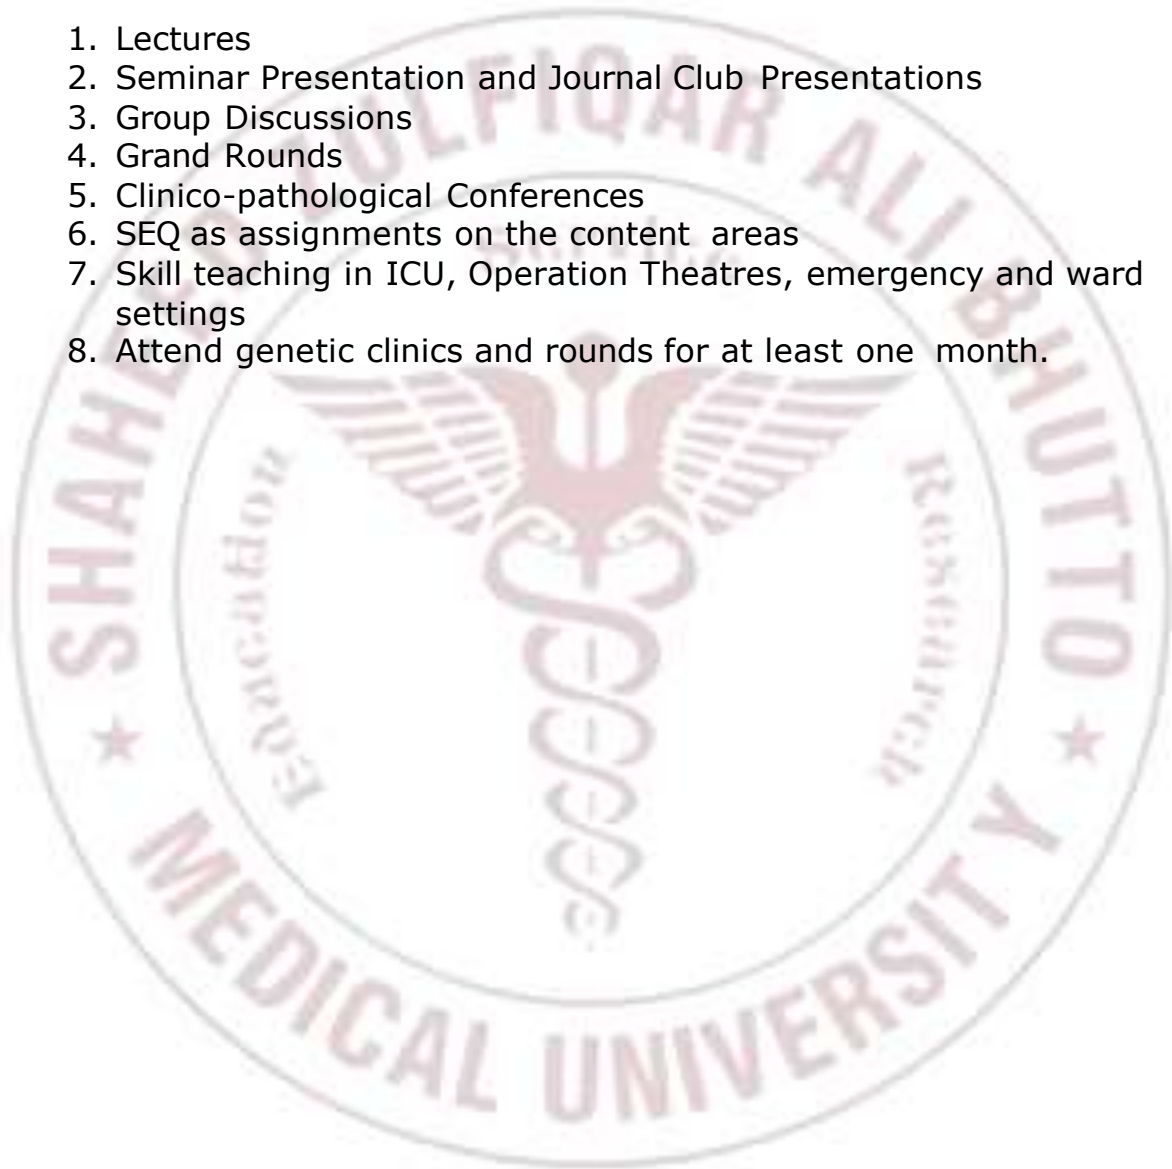 1. Lectures
2. Seminar Presentation and Journal Club Presentations
3. Group Discussions
4. Grand Rounds
5. Clinico-pathological Conferences
6. SEQ as assignments on the content areas
7. Skill teaching in ICU, Operation Theatres, emergency and ward
settings
8. Attend genetic clinics and rounds for at least one month.
SHAHEED ZULFIQAR ALI BHUTTO
Education
Research
MEDICAL UNIVERSITY